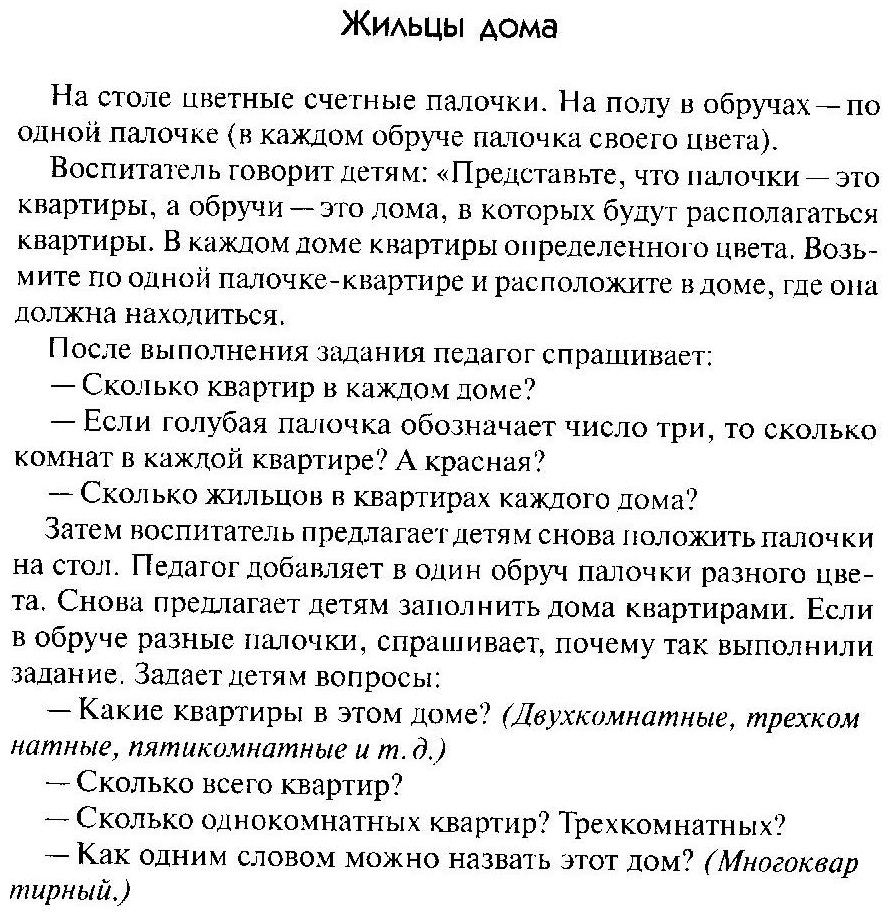 Жильцы дома
На столе цветные счетные палочки. На полу в обручах — по
одной палочке (в каждом обруче палочка своего цвета).
Воспитатель говорит детям: «Представьте, что палочки — это
квартиры, а обручи — это дома, в которых будут располагаться
квартиры. В каждом доме квартиры определенного цвета. Возь-
мите по одной палочке-квартире и расположите в доме, где она
должна находиться.
После выполнения задания педагог спрашивает:
— Сколько квартир в каждом доме?
— Если голубая палочка обозначает число три, то сколько
комнат в каждой квартире? А красная?
— Сколько жильцов в квартирах каждого дома?
Затем воспитатель предлагает детям снова положить палочки
на стол. Педагог добавляет в один обруч палочки разного цве-
та. Снова предлагает детям заполнить дома квартирами. Если
в обруче разные палочки, спрашивает, почему так выполнили
задание. Задает детям вопросы:
— Какие квартиры в этом доме? (Двухкомнатные, трехком
натные, пятикомнатные и т. д.)
— Сколько всего квартир?
— Сколько однокомнатных квартир? Трехкомнатных?
— Как одним словом можно назвать этот дом? (Многоквар
тирный.)